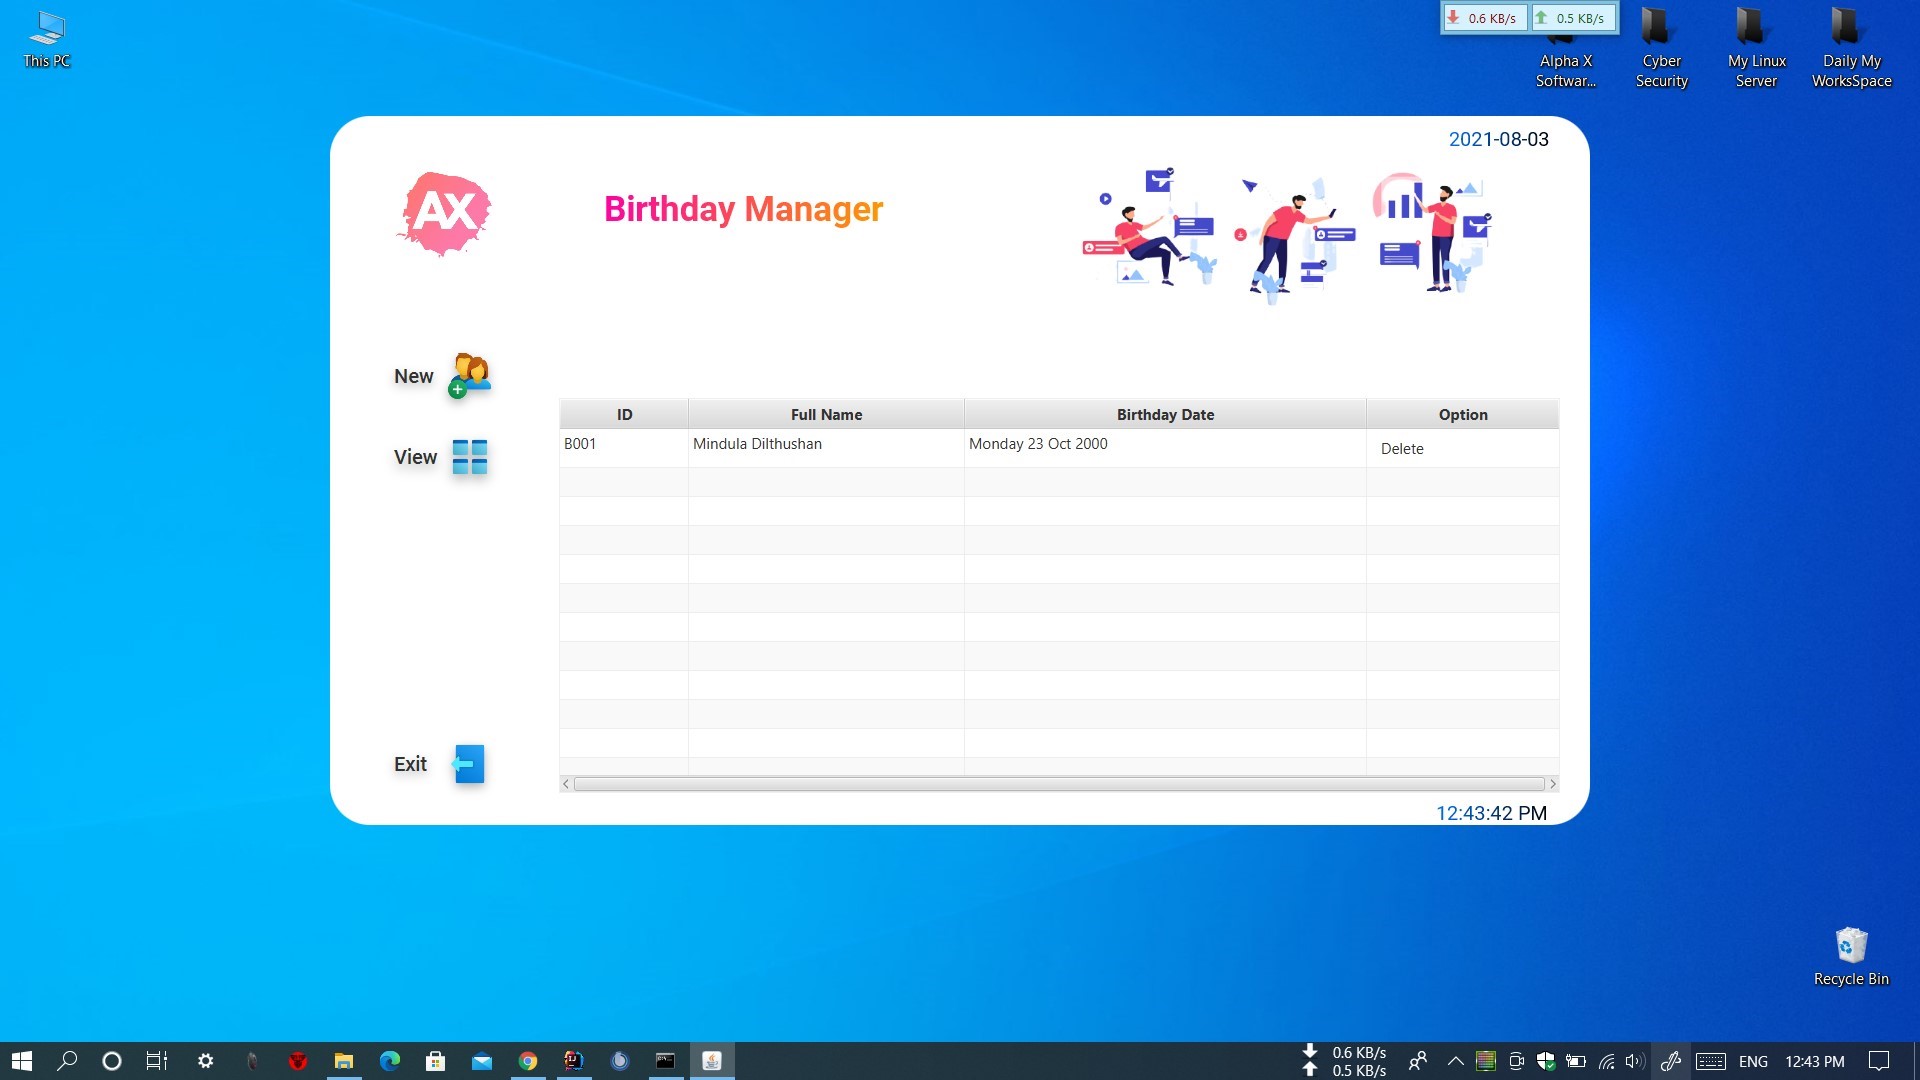 This PC
0.6 KB/s
0.5 KB/s
Alpha X
Softwar...
Cyber
Security
My Linux
Server
Daily My
WorksSpace
2021-08-03
AX
Birthday Manager
New
View
Exit
ID
Full Name
Birthday Date
Option
B001
Mindula Dilthushan
Monday 23 Oct 2000
Delete
12:43:42 PM
Recycle Bin
0.6 KB/s
0.5 KB/s
ENG
12:43 PM